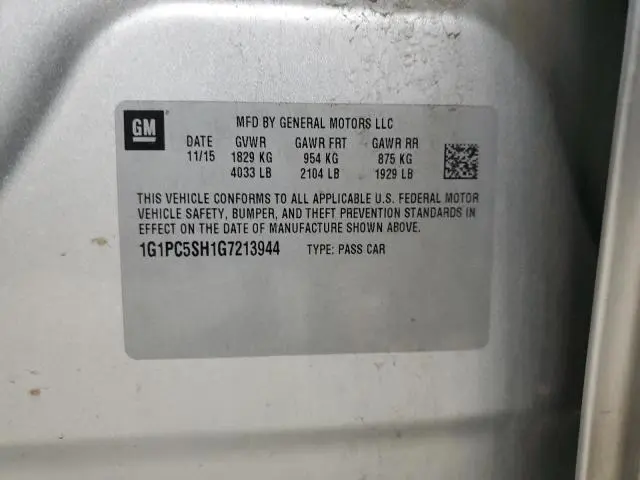 GM ®
MFD BY GENERAL MOTORS LLC
DATE GVWR GAWR FRT GAWR RR
11/15 1829 KG 954 KG 875 KG
4033 LB 2104 LB 1929 LB
THIS VEHICLE CONFORMS TO ALL APPLICABLE U.S. FEDERAL MOTOR
VEHICLE SAFETY, BUMPER, AND THEFT PREVENTION STANDARDS IN
EFFECT ON THE DATE OF MANUFACTURE SHOWN ABOVE.
1G1PC5SH1G7213944 TYPE: PASS CAR